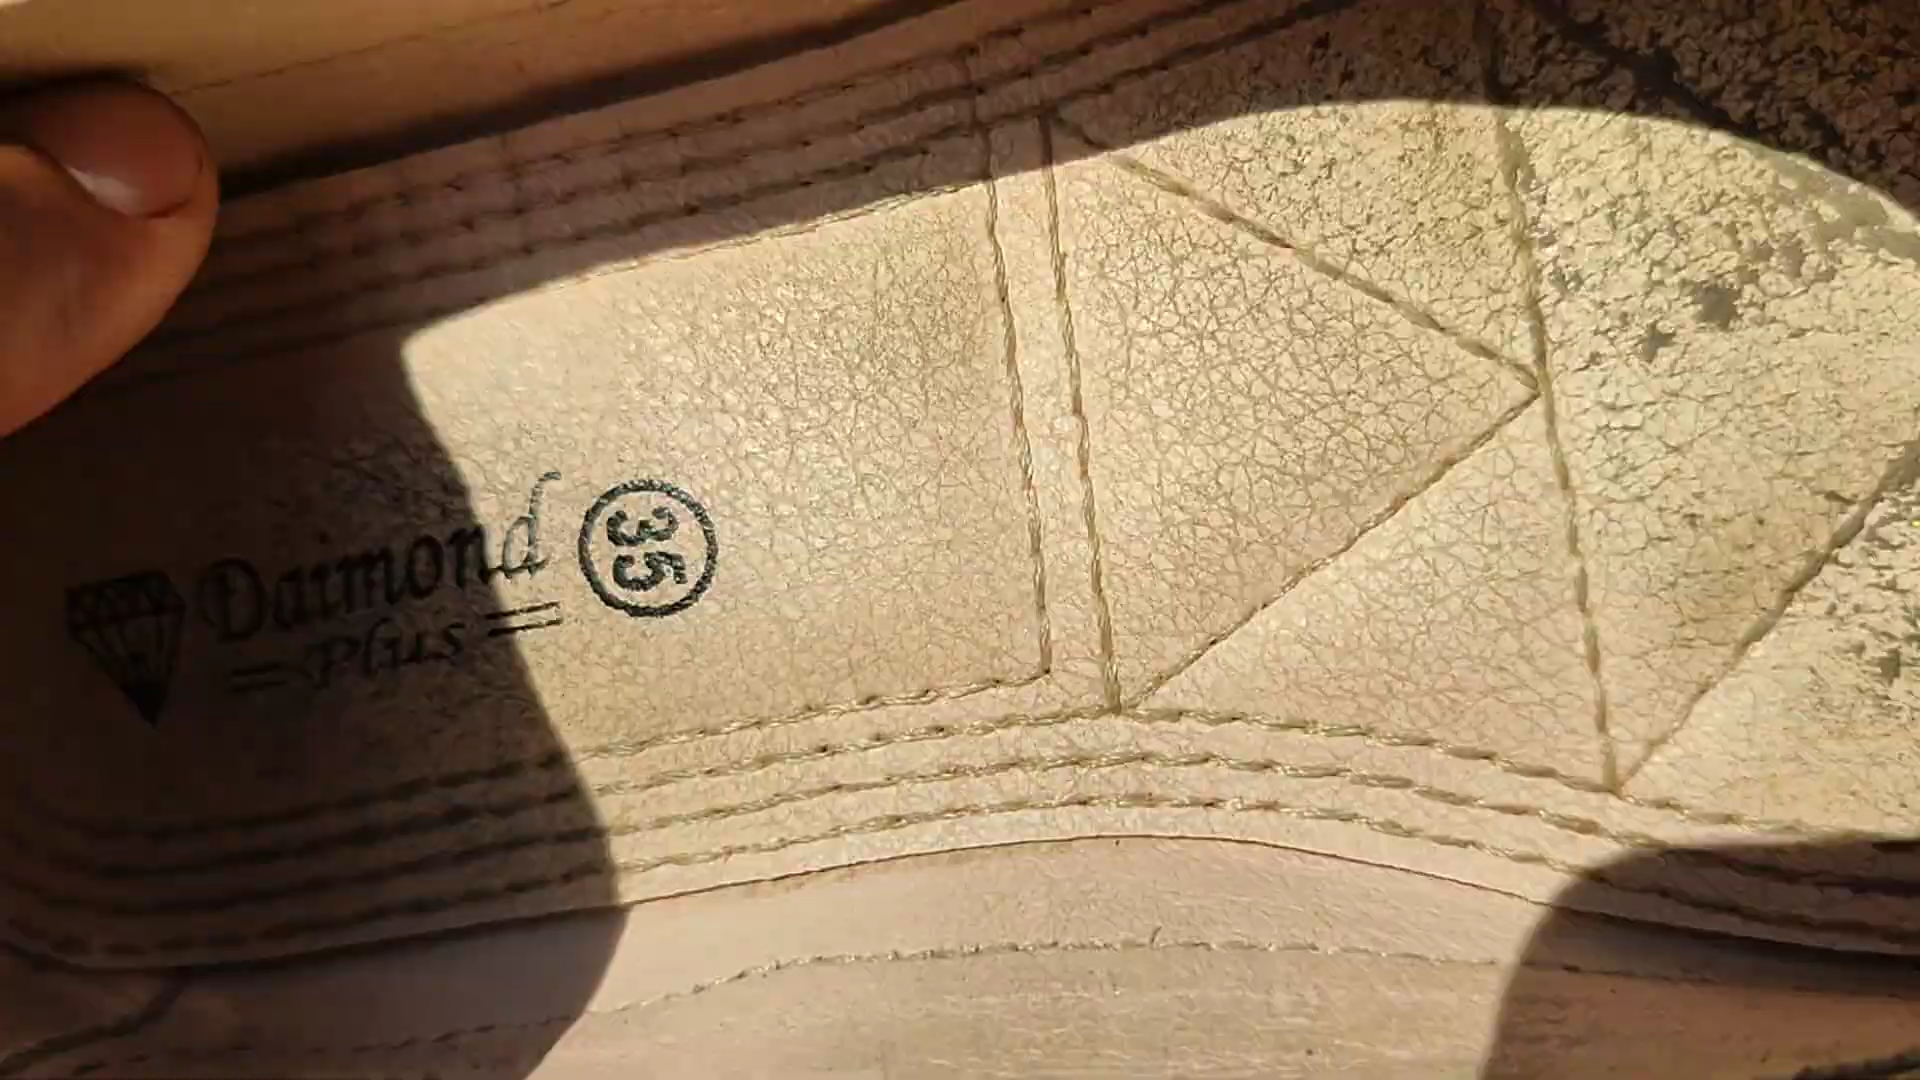 Daimond 35
= Plus =